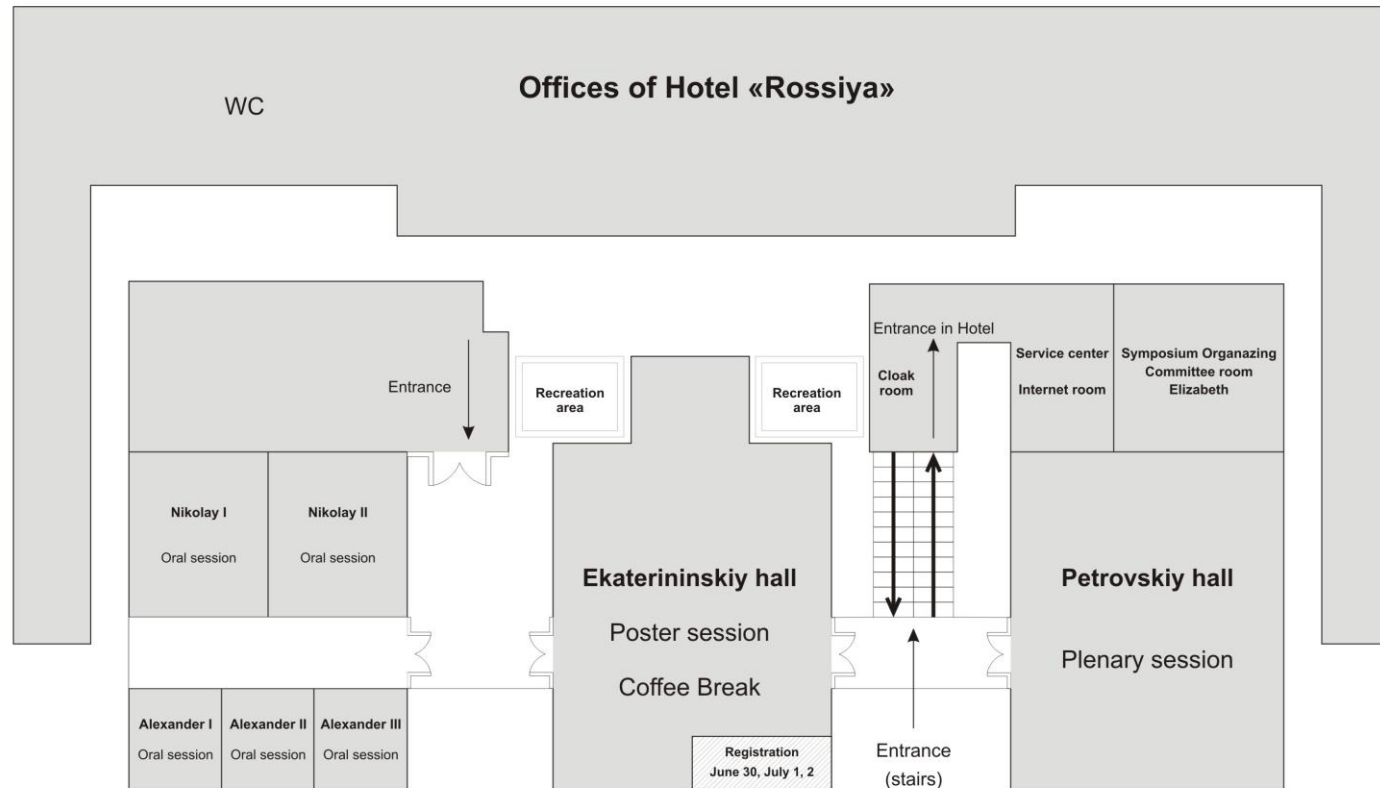 Offices of Hotel «Rossiya»
WC
Entrance
Recreation
area
Recreation
area
Entrance in Hotel
Cloak
room
Service center
Internet room
Symposium Organazing
Committee room
Elizabeth
Nikolay I
Oral session
Nikolay II
Oral session
Ekaterininskiy hall
Poster session
Coffee Break
Petrovskiy hall
Plenary session
Alexander I
Oral session
Alexander II
Oral session
Alexander III
Oral session
Registration
June 30, July 1, 2
Entrance
(stairs)